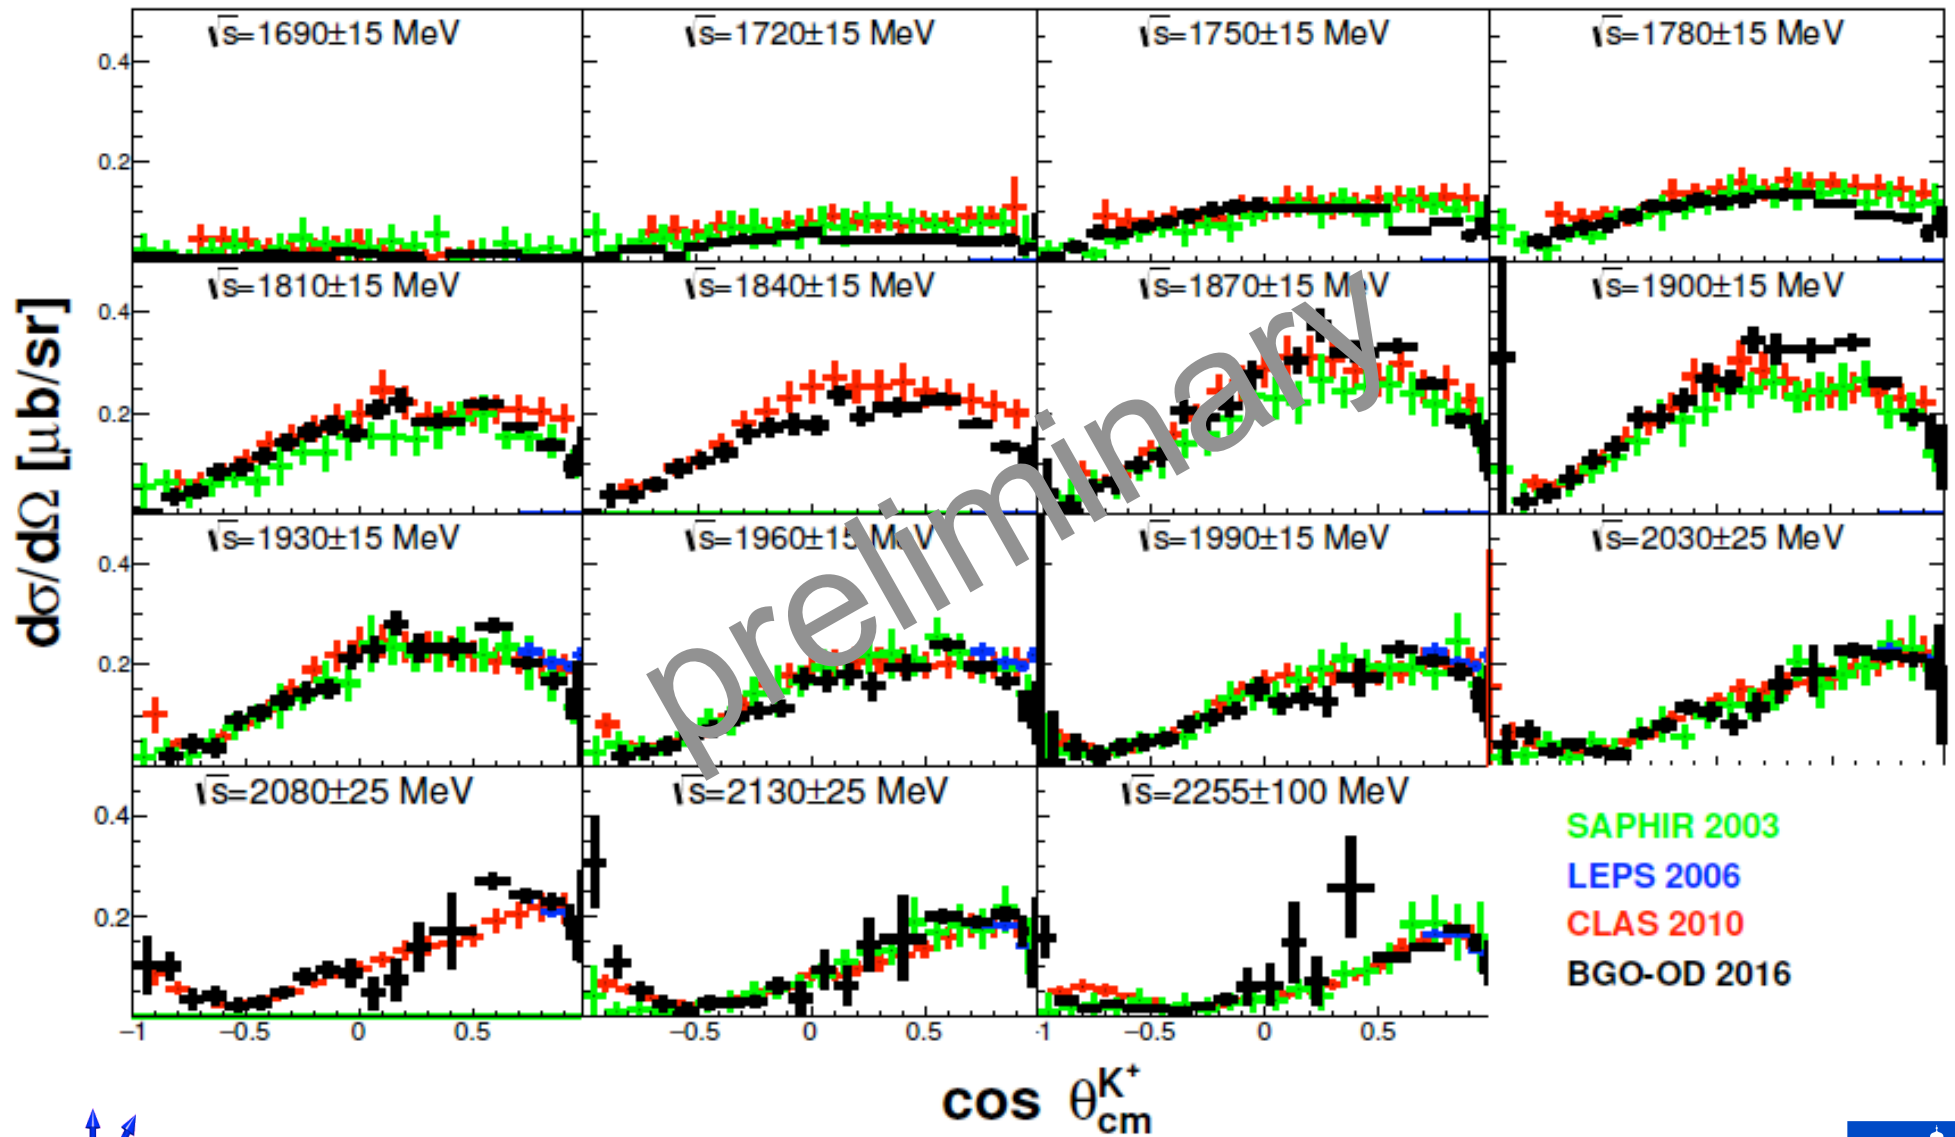 √s=1690±15 MeV
√s=1720±15 MeV
√s=1750±15 MeV
√s=1780±15 MeV
0.4
0.2
√s=1810±15 MeV
√s=1840±15 MeV
√s=1870±15 MeV
√s=1900±15 MeV
0.4
0.2
√s=1930±15 MeV
√s=1960±15 MeV
√s=1990±15 MeV
√s=2030±25 MeV
0.4
0.2
√s=2080±25 MeV
√s=2130±25 MeV
√s=2255±100 MeV
0.4
0.2
dσ/dΩ [μb/sr]
preliminary
SAPHIR 2003
LEPS 2006
CLAS 2010
BGO-OD 2016
−1 −0.5 0 0.5
−0.5 0 0.5
-1 −0.5 0 0.5
cos θ_cm^K⁺